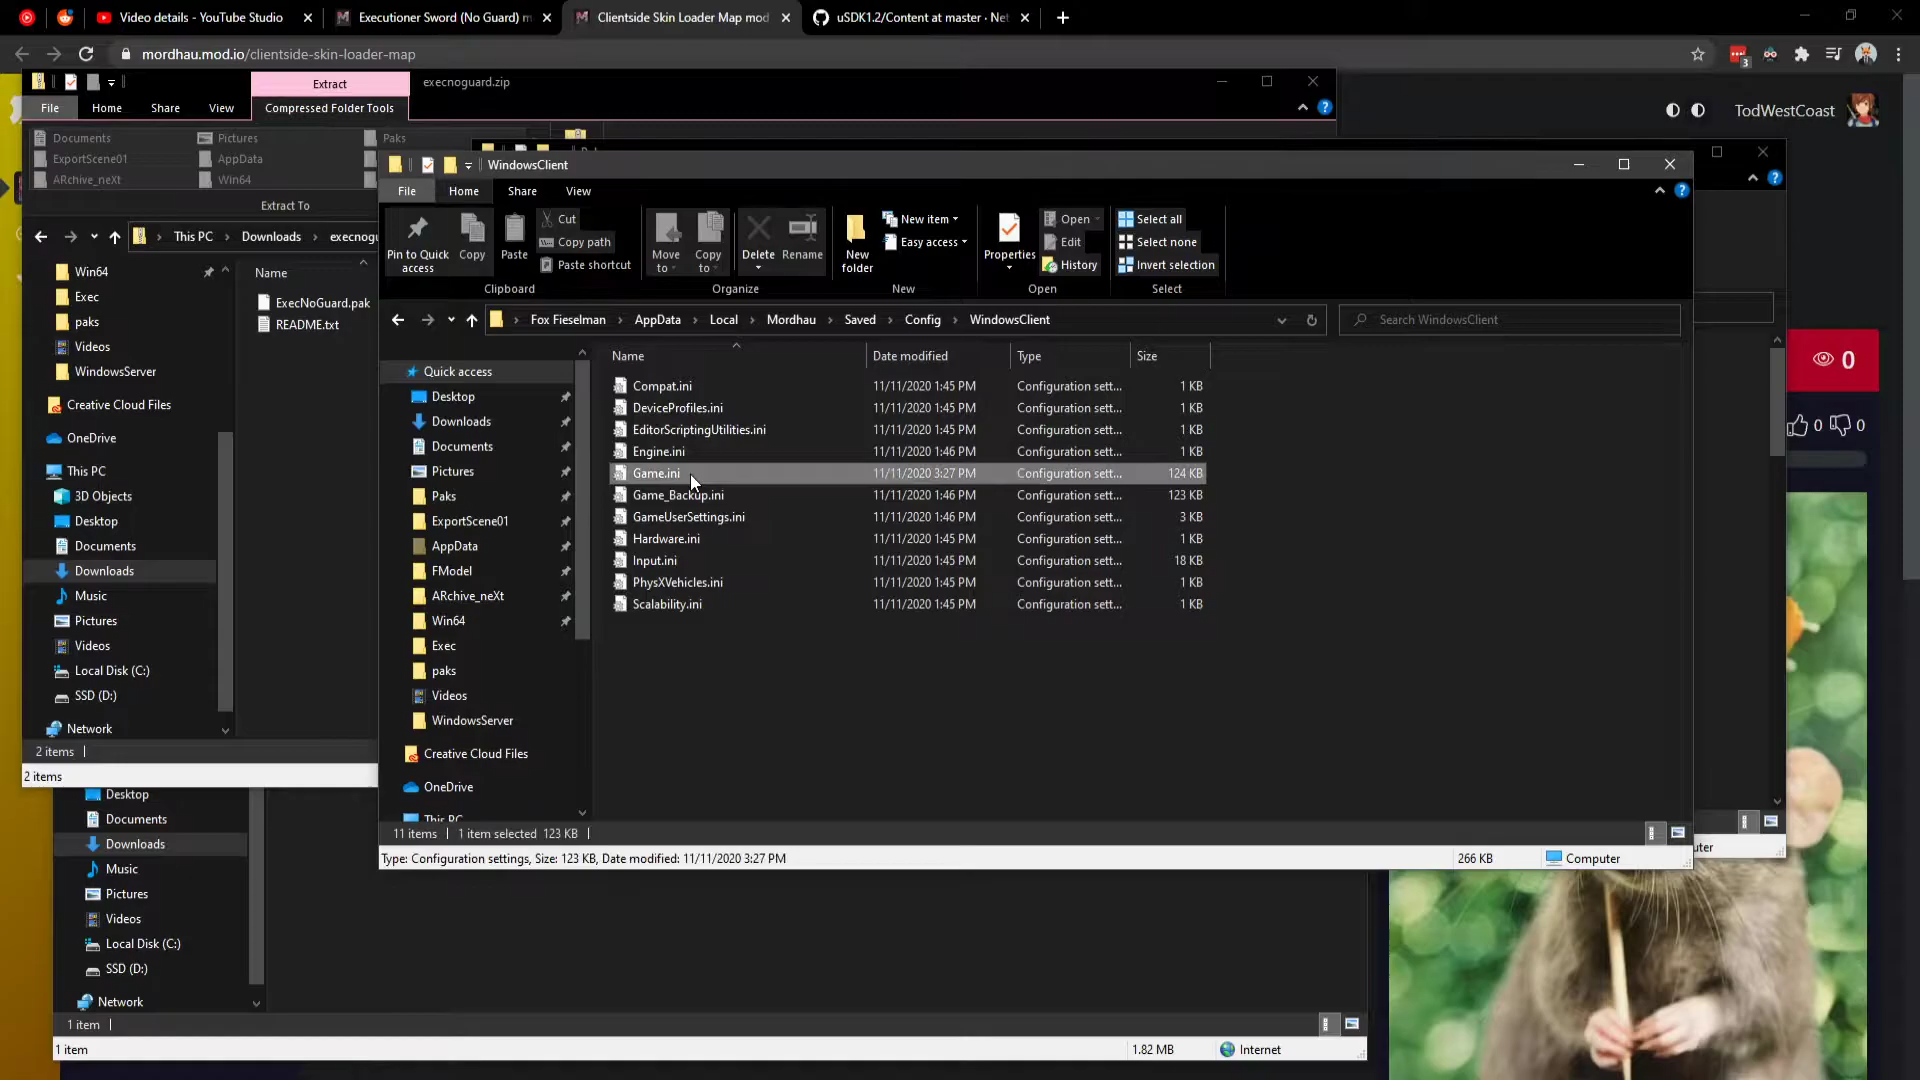 Video details - YouTube Studio
Executioner Sword (No Guard) m
Clientside Skin Loader Map mod
uSDK1.2/Content at master · Net
mordhau.mod.io/clientside-skin-loader-map
3
Extract
execnoguard.zip
File
Home
Share
View
Compressed Folder Tools
Documents
Pictures
Paks
ExportScene01
AppData
ARchive_neXt
Win64
Extract To
TodWestCoast
This PC
Downloads
execnogu
Win64
Exec
paks
Videos
WindowsServer
Creative Cloud Files
OneDrive
This PC
3D Objects
Desktop
Documents
Downloads
Music
Pictures
Videos
Local Disk (C:)
SSD (D:)
Network
Name
ExecNoGuard.pak
README.txt
2 items
2 items
WindowsClient
File
Home
Share
View
Pin to Quick access
Copy
Paste
Cut
Copy path
Paste shortcut
Clipboard
Move to
Copy to
Delete
Rename
Organize
New folder
New item
Easy access
New
Properties
Open
Edit
History
Open
Select all
Select none
Invert selection
Select
Fox Fieselman
AppData
Local
Mordhau
Saved
Config
WindowsClient
Search WindowsClient
Quick access
Desktop
Downloads
Documents
Pictures
Paks
ExportScene01
AppData
FModel
ARchive_neXt
Win64
Exec
paks
Videos
WindowsServer
Creative Cloud Files
OneDrive
This PC
Name Date modified Type Size
Compat.ini 11/11/2020 1:45 PM Configuration sett... 1 KB
DeviceProfiles.ini 11/11/2020 1:45 PM Configuration sett... 1 KB
EditorScriptingUtilities.ini 11/11/2020 1:45 PM Configuration sett... 1 KB
Engine.ini 11/11/2020 1:46 PM Configuration sett... 1 KB
Game.ini 11/11/2020 3:27 PM Configuration sett... 124 KB
Game_Backup.ini 11/11/2020 1:46 PM Configuration sett... 123 KB
GameUserSettings.ini 11/11/2020 1:46 PM Configuration sett... 3 KB
Hardware.ini 11/11/2020 1:45 PM Configuration sett... 1 KB
Input.ini 11/11/2020 1:45 PM Configuration sett... 18 KB
PhysXVehicles.ini 11/11/2020 1:45 PM Configuration sett... 1 KB
Scalability.ini 11/11/2020 1:45 PM Configuration sett... 1 KB
11 items 1 item selected 123 KB
Type: Configuration settings, Size: 123 KB, Date modified: 11/11/2020 3:27 PM
266 KB
Computer
uter
0
0
0
Desktop
Documents
Downloads
Music
Pictures
Videos
Local Disk (C:)
SSD (D:)
Network
1 item
1 item
1.82 MB
Internet